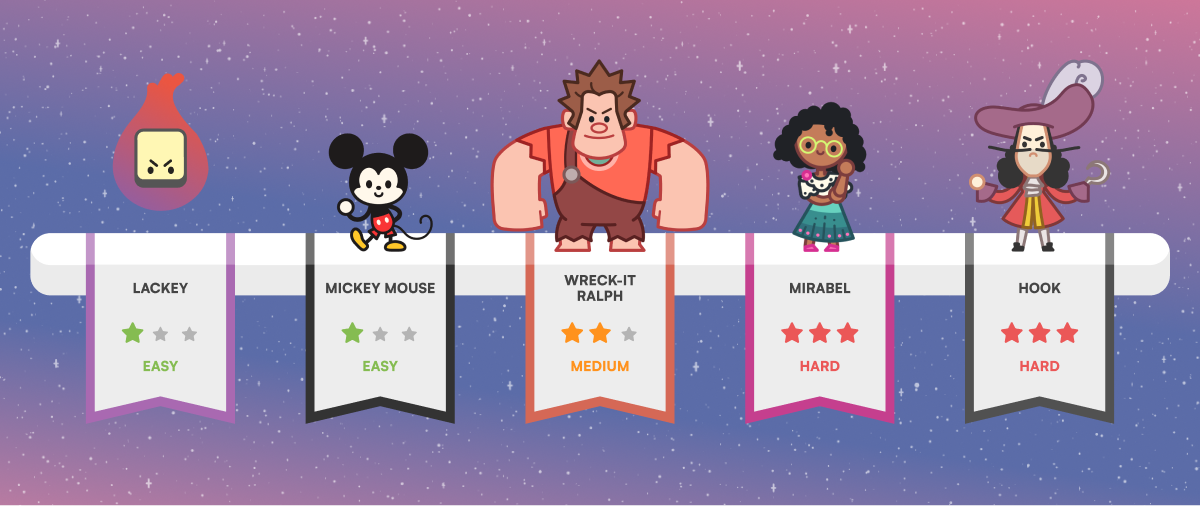 LACKEY
EASY
MICKEY MOUSE
EASY
WRECK-IT
RALPH
MEDIUM
MIRABEL
HARD
HOOK
HARD